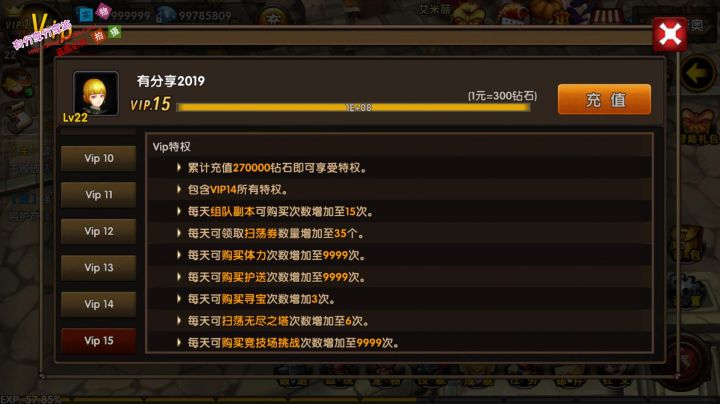 艾米丽
99785809
有分享2019
VIP.15
1E+08
(1元=300钻石)
充 值
Lv22
Vip 10
Vip 11
Vip 12
Vip 13
Vip 14
Vip 15
Vip特权
累计充值270000钻石即可享受特权。
包含VIP14所有特权。
每天组队副本可购买次数增加至15次。
每天可领取扫荡券数量增加至35个。
每天可购买体力次数增加至9999次。
每天可购买护送次数增加至9999次。
每天可购买寻宝次数增加3次。
每天可扫荡无尽之塔次数增加至6次。
每天可购买竞技场挑战次数增加至9999次。
EXP: -57.85%